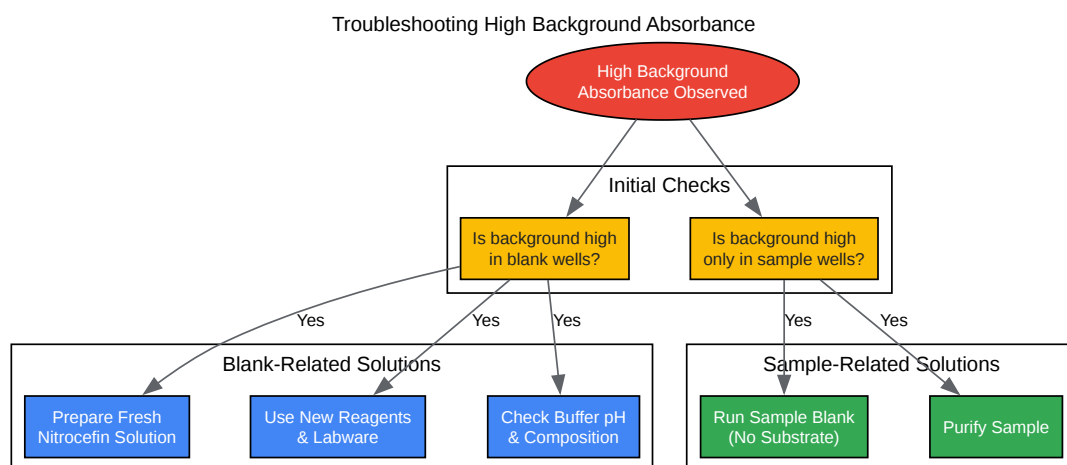 Troubleshooting High Background Absorbance
High Background
Absorbance Observed
Initial Checks
Is background high
in blank wells?
Is background high
only in sample wells?
Yes
Yes
Yes
Yes
Yes
Blank-Related Solutions
Sample-Related Solutions
Prepare Fresh
Nitrocefin Solution
Use New Reagents
& Labware
Check Buffer pH
& Composition
Run Sample Blank
(No Substrate)
Purify Sample